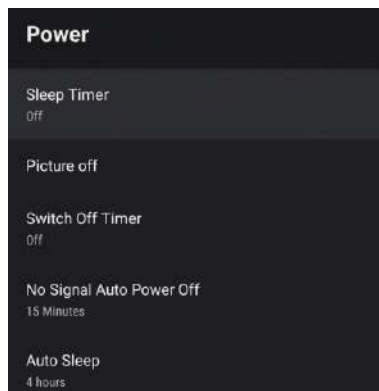 Power
Sleep Timer
Off
Picture off
Switch Off Timer
Off
No Signal Auto Power Off
15 Minutes
Auto Sleep
4 hours